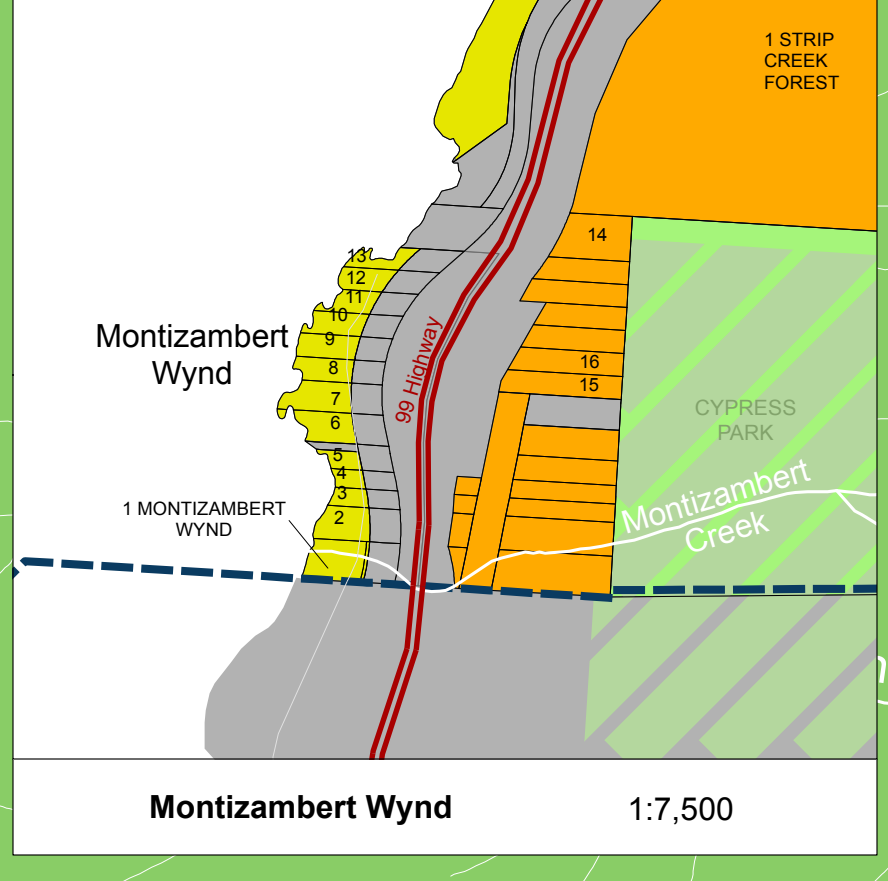 1 STRIP
CREEK
FOREST
14
13
12
11
10
9
8
7
6
5
4
3
2
Montizambert
Wynd
99 Highway
16
15
CYPRESS
PARK
1 MONTIZAMBERT
WYND
Montizambert
Creek
Montizambert Wynd 1:7,500